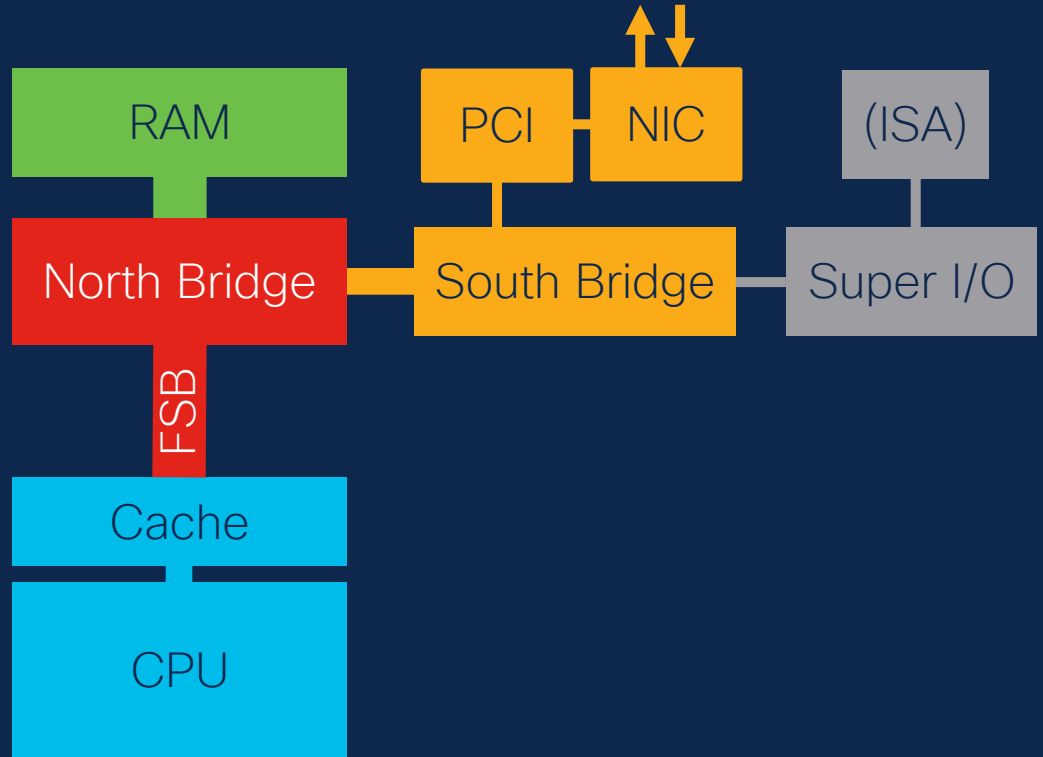 RAM
PCI
NIC
(ISA)
North Bridge
South Bridge
Super I/O
FSB
Cache
CPU